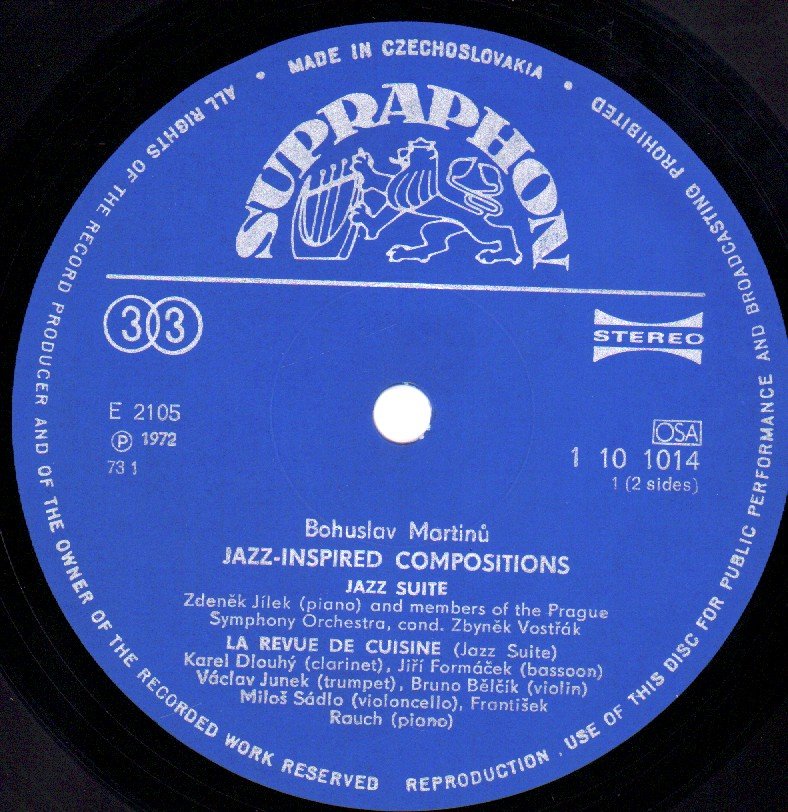 ALL RIGHTS OF THE RECORD PRODUCER AND OF THE OWNER OF THE RECORDED WORK RESERVED
• MADE IN CZECHOSLOVAKIA •
REPRODUCTION . USE OF THIS DISC FOR PUBLIC PERFORMANCE AND BROADCASTING PROHIBITED
SUPRAPHON
33
STEREO
E 2105
Ⓟ 1972
73 1
OSA
1 10 1014
1 (2 sides)
Bohuslav Martinů
JAZZ-INSPIRED COMPOSITIONS
JAZZ SUITE
Zdeněk Jílek (piano) and members of the Prague
Symphony Orchestra, cond. Zbyněk Vostřák
LA REVUE DE CUISINE (Jazz Suite)
Karel Dlouhý (clarinet), Jiří Formáček (bassoon)
Václav Junek (trumpet), Bruno Bělčík (violin)
Miloš Sádlo (violoncello), František
Rauch (piano)